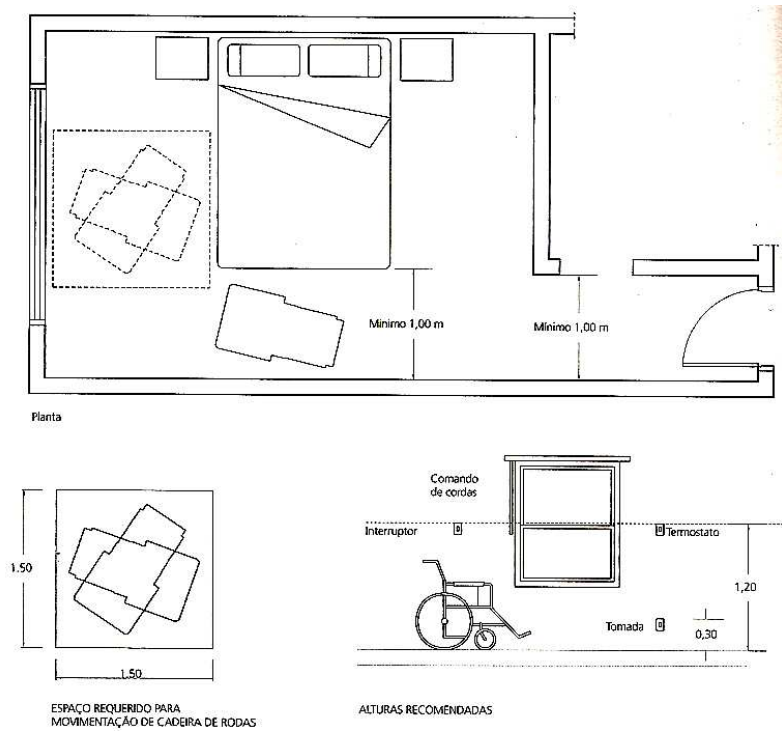 Mínimo 1,00 m
Mínimo 1,00 m
Planta
1.50
1.50
ESPAÇO REQUERIDO PARA
MOVIMENTAÇÃO DE CADEIRA DE RODAS
Comando
de cordas
Interruptor
Termostato
1,20
Tomada
0,30
ALTURAS RECOMENDADAS